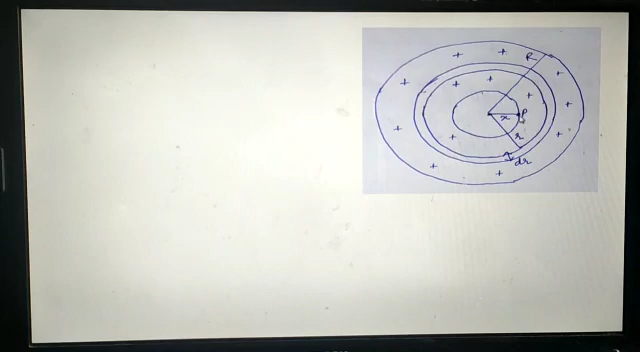 + +
R
+ + + +
+ + +
x P
+ + r +
dr
+ +